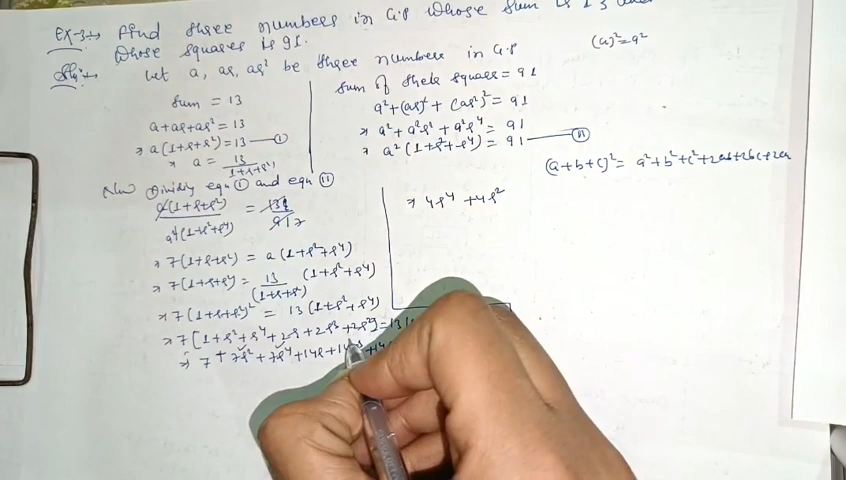 Ex-3:→ Find three numbers in G.P whose sum is 13 and
whose squares is 91.
Sol:→ Let a, ar, ar² be three numbers in G.P
(a)² = a²
Sum = 13
a+ar+ar² = 13
⇒ a(1+r+r²) = 13 —— (I)
⇒ a = 13/(1+r+r²)
Sum of their squares = 91
a² + (ar)² + (ar²)² = 91
⇒ a² + a²r² + a²r⁴ = 91
⇒ a²(1+r²+r⁴) = 91 —— (II)
(a+b+c)² = a²+b²+c²+2ab+2bc+2ca
Now Dividing eqn (I) and eqn (II)
a(1+r+r²)/a²(1+r²+r⁴) = 13/91 7
⇒ 7(1+r+r²) = a(1+r²+r⁴)
⇒ 7(1+r+r²) = 13/(1+r+r²) (1+r²+r⁴)
⇒ 7(1+r+r²)² = 13(1+r²+r⁴)
⇒ 7[1+r²+r⁴+2r+2r³+2r²] = 13(
⇒ 7+7r²+7r⁴+14r+14
⇒ 4r⁴ + 4r²